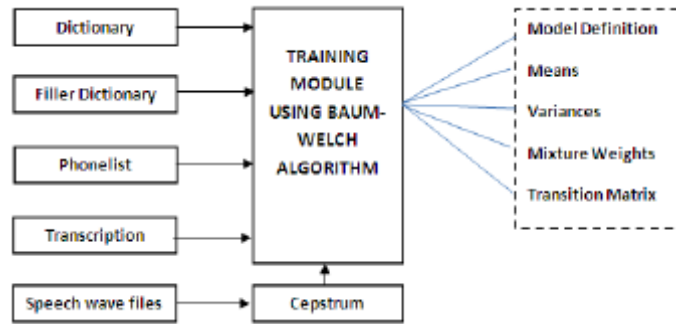 Dictionary
Filler Dictionary
Phonelist
Transcription
Speech wave files
TRAINING
MODULE
USING BAUM-
WELCH
ALGORITHM
Cepstrum
Model Definition
Means
Variances
Mixture Weights
Transition Matrix